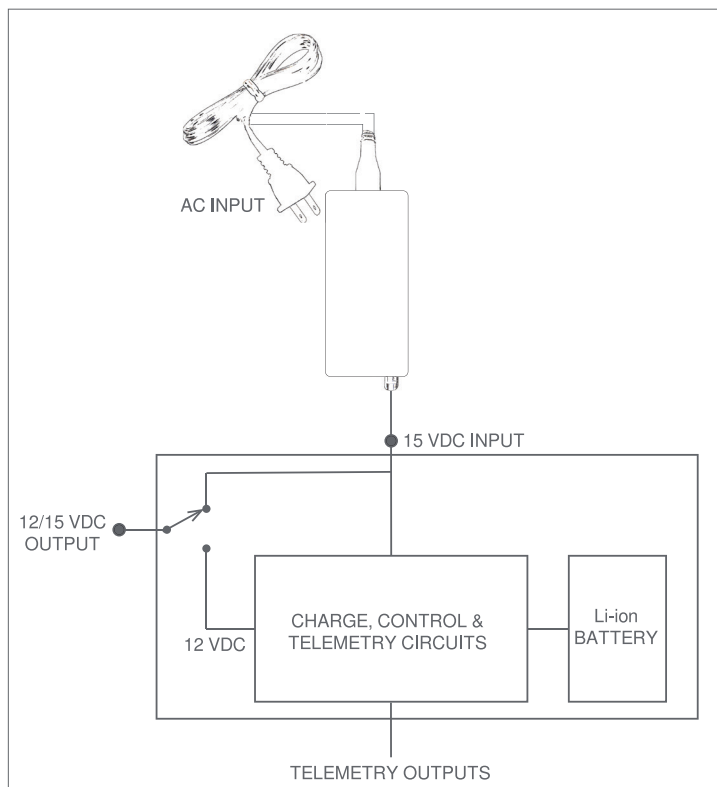 AC INPUT
15 VDC INPUT
12/15 VDC
OUTPUT
12 VDC
CHARGE, CONTROL &
TELEMETRY CIRCUITS
Li-ion
BATTERY
TELEMETRY OUTPUTS